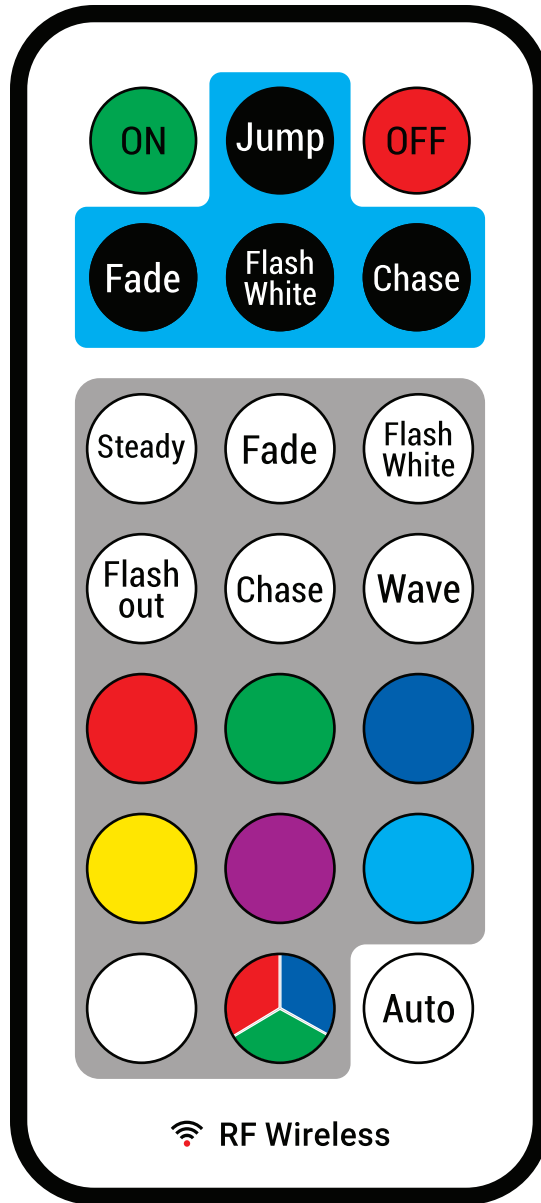 ON
Jump
OFF
Fade
Flash
White
Chase
Steady
Fade
Flash
White
Flash
out
Chase
Wave
Auto
RF Wireless